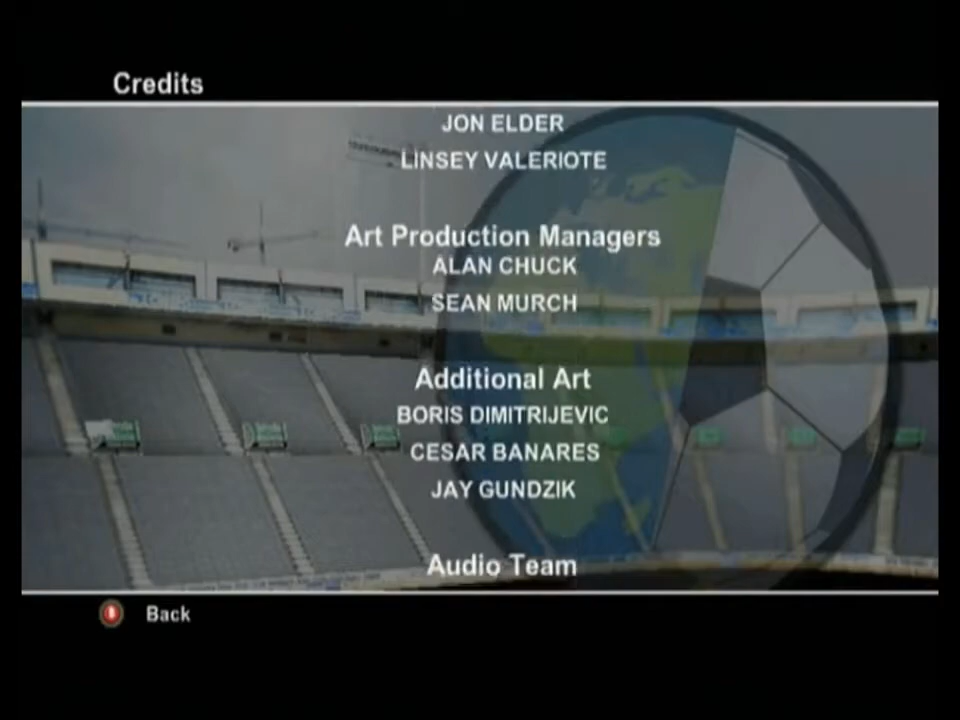 Credits
JON ELDER
LINSEY VALERIOTE
Art Production Managers
ALAN CHUCK
SEAN MURCH
Additional Art
BORIS DIMITRIJEVIC
CESAR BANARES
JAY GUNDZIK
Audio Team
Back